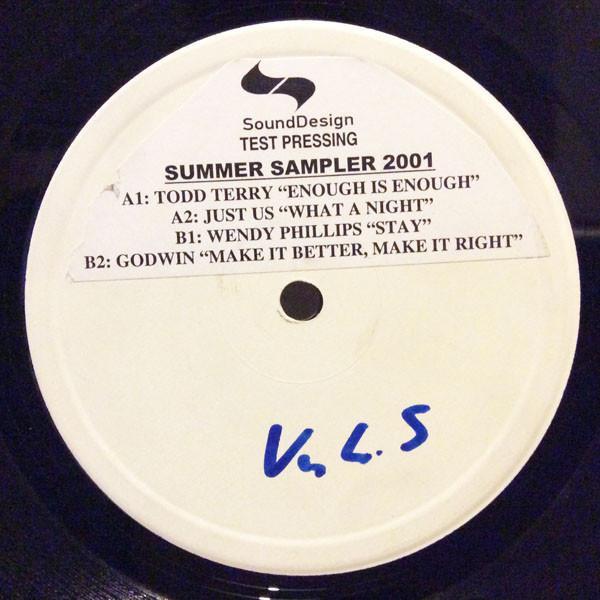 SoundDesign
TEST PRESSING
SUMMER SAMPLER 2001
A1: TODD TERRY “ENOUGH IS ENOUGH”
A2: JUST US “WHAT A NIGHT”
B1: WENDY PHILLIPS “STAY”
B2: GODWIN “MAKE IT BETTER, MAKE IT RIGHT”